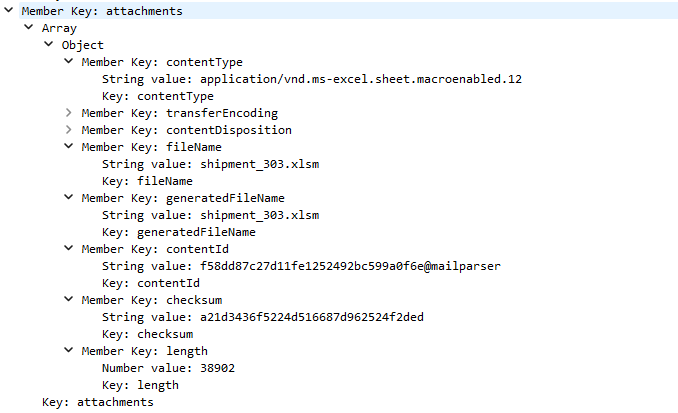 Member Key: attachments
Array
Object
Member Key: contentType
String value: application/vnd.ms-excel.sheet.macroenabled.12
Key: contentType
Member Key: transferEncoding
Member Key: contentDisposition
Member Key: fileName
String value: shipment_303.xlsm
Key: fileName
Member Key: generatedFileName
String value: shipment_303.xlsm
Key: generatedFileName
Member Key: contentId
String value: f58dd87c27d11fe1252492bc599a0f6e@mailparser
Key: contentId
Member Key: checksum
String value: a21d3436f5224d516687d962524f2ded
Key: checksum
Member Key: length
Number value: 38902
Key: length
Key: attachments